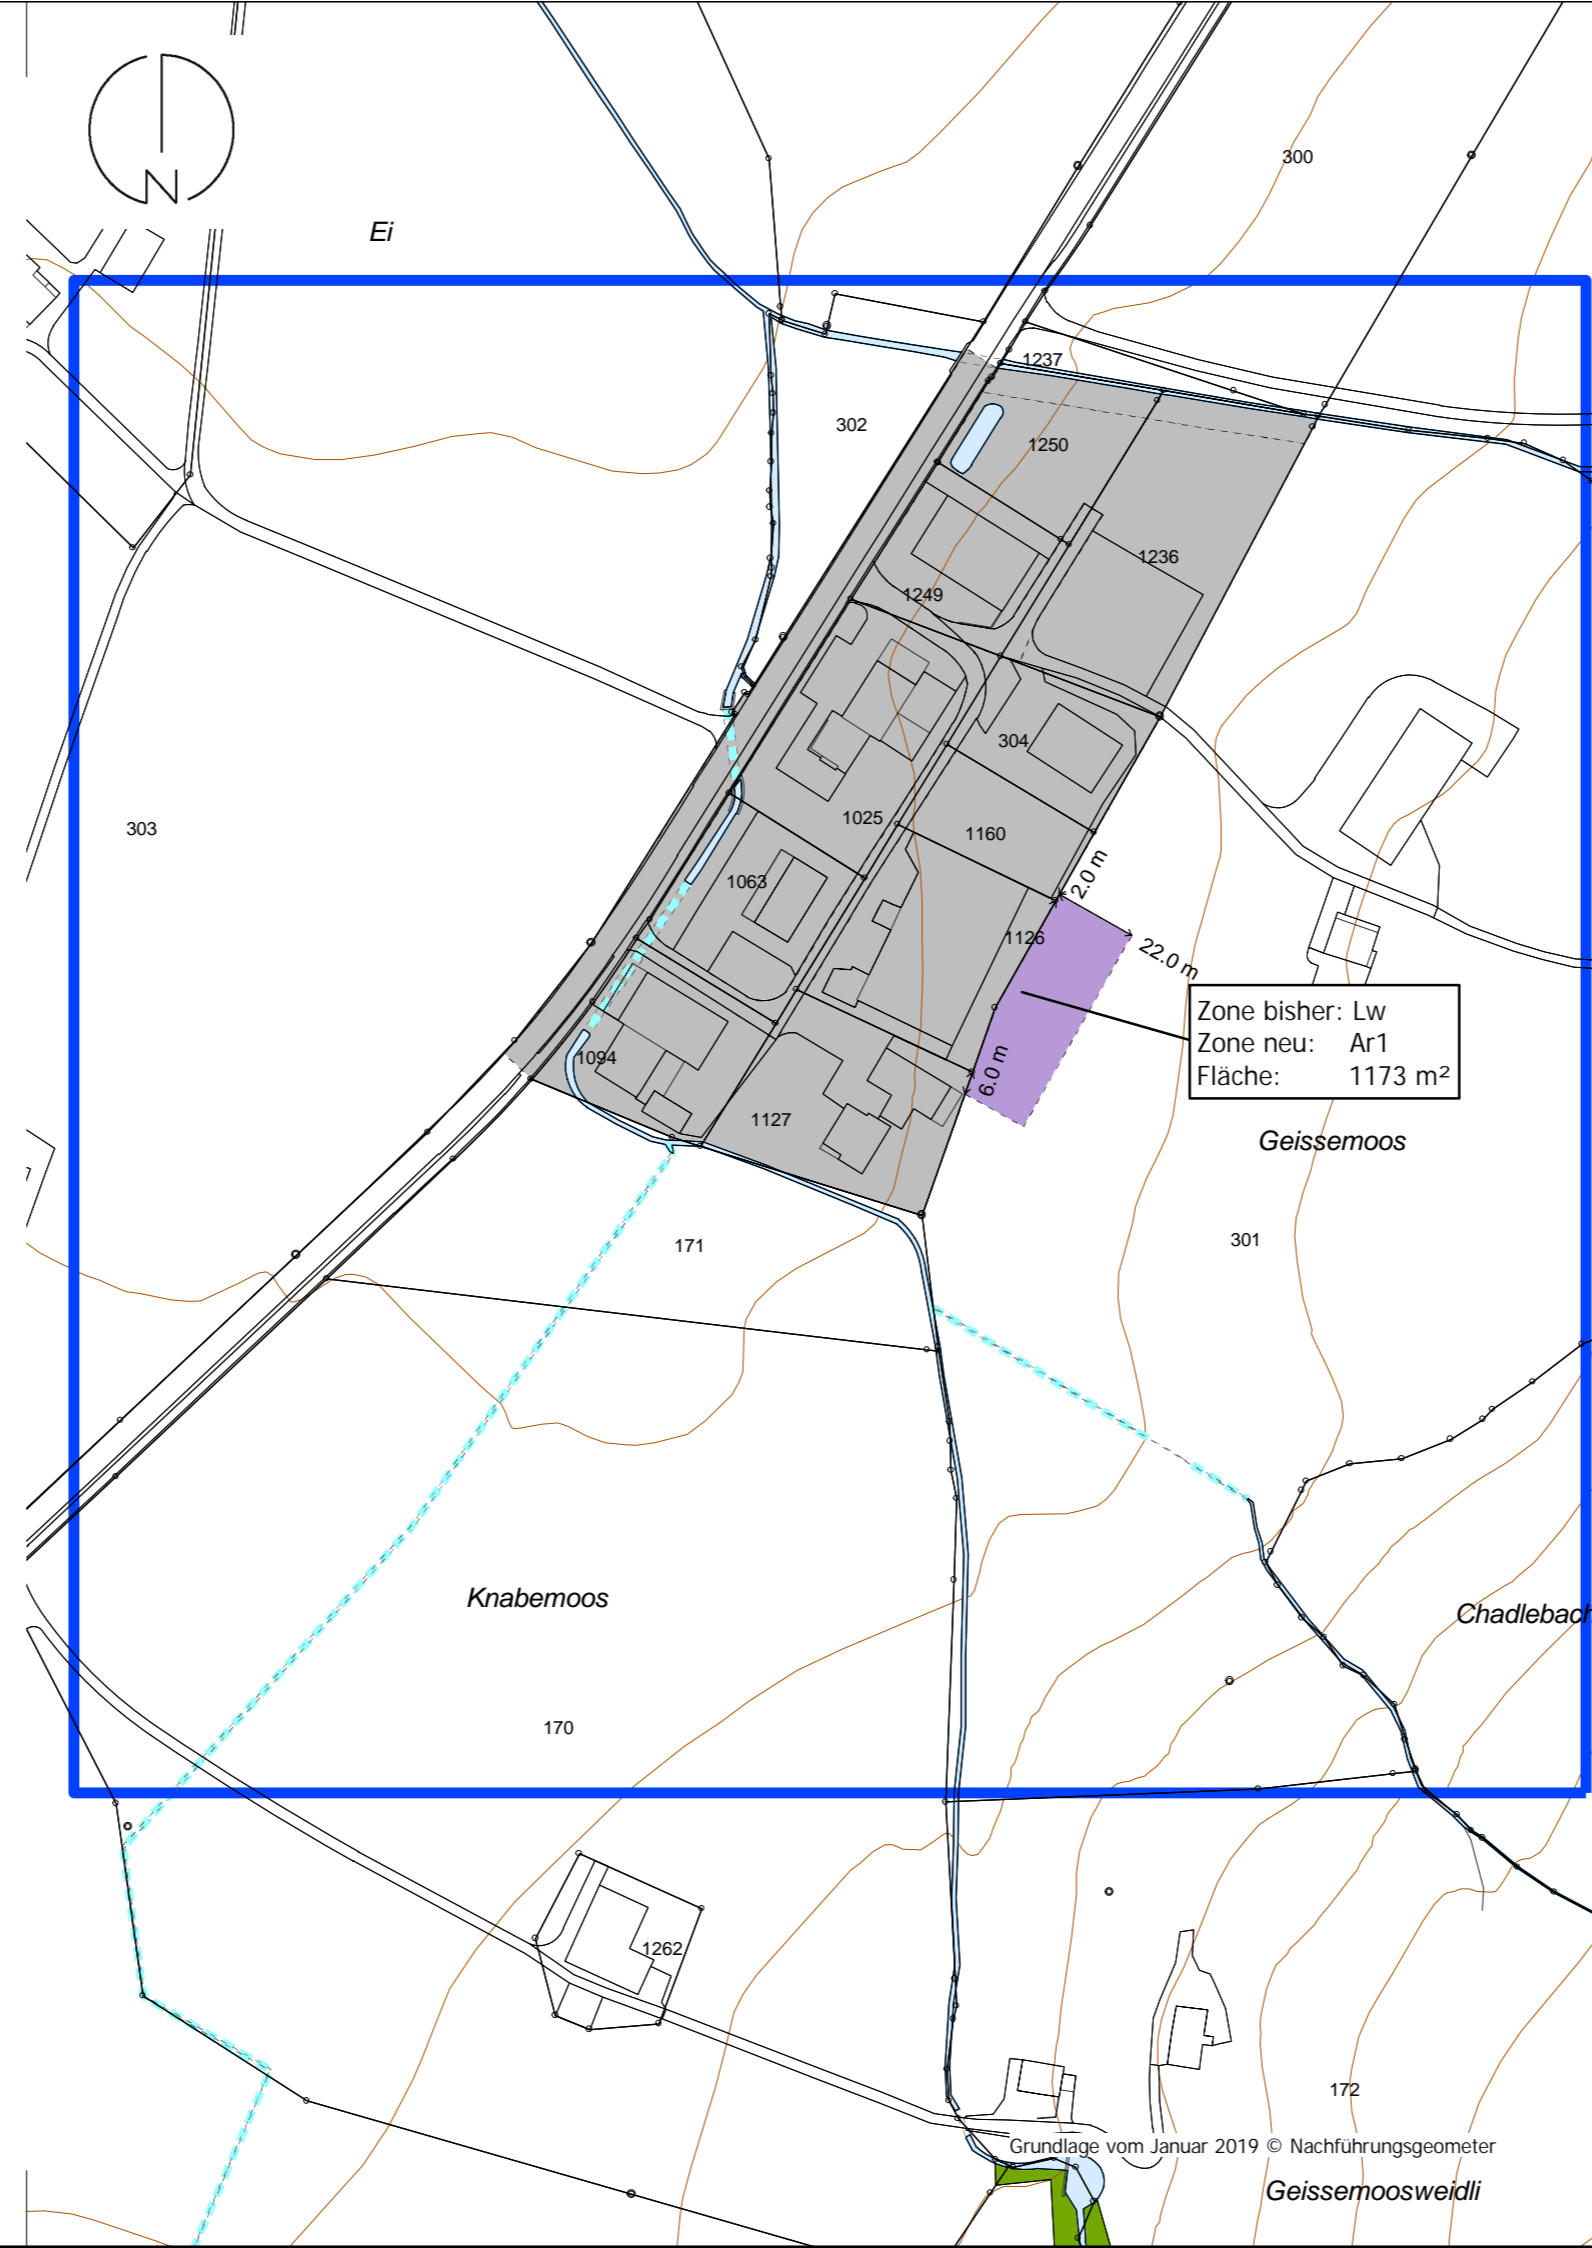 N
Ei
300
1237
302
1250
1236
1249
304
303
1025
1160
1063
2.0 m
1126
22.0 m
Zone bisher: Lw
Zone neu: Ar1
Fläche: 1173 m²
1094
6.0 m
1127
Geissemoos
171
301
Knabemoos
Chadlebach
170
1262
172
Grundlage vom Januar 2019 © Nachführungsgeometer
Geissemoosweidli